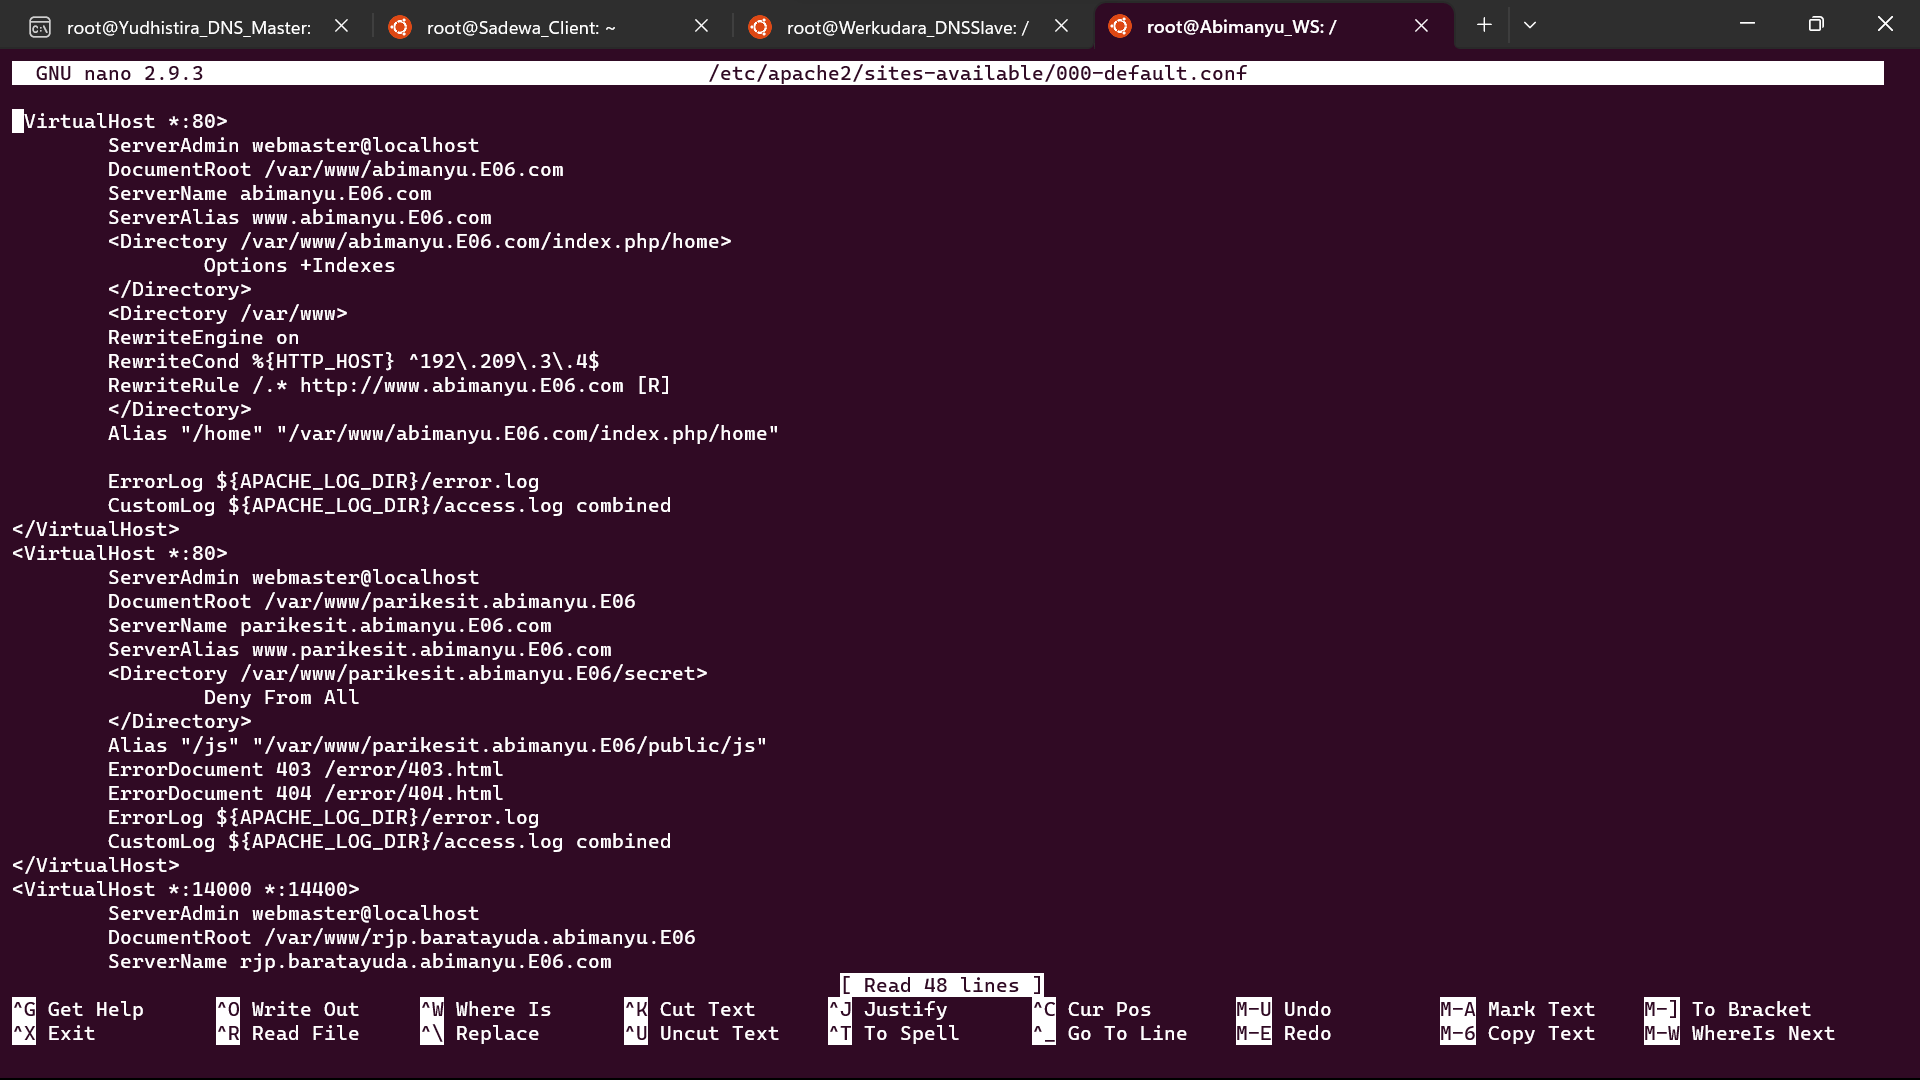 root@Yudhistira_DNS_Master: root@Sadewa_Client: ~ root@Werkudara_DNSSlave: / root@Abimanyu_WS: /
GNU nano 2.9.3 /etc/apache2/sites-available/000-default.conf
VirtualHost *:80>
ServerAdmin webmaster@localhost
DocumentRoot /var/www/abimanyu.E06.com
ServerName abimanyu.E06.com
ServerAlias www.abimanyu.E06.com
<Directory /var/www/abimanyu.E06.com/index.php/home>
Options +Indexes
</Directory>
<Directory /var/www>
RewriteEngine on
RewriteCond %{HTTP_HOST} ^192\.209\.3\.4$
RewriteRule /.* http://www.abimanyu.E06.com [R]
</Directory>
Alias "/home" "/var/www/abimanyu.E06.com/index.php/home"
ErrorLog ${APACHE_LOG_DIR}/error.log
CustomLog ${APACHE_LOG_DIR}/access.log combined
</VirtualHost>
<VirtualHost *:80>
ServerAdmin webmaster@localhost
DocumentRoot /var/www/parikesit.abimanyu.E06
ServerName parikesit.abimanyu.E06.com
ServerAlias www.parikesit.abimanyu.E06.com
<Directory /var/www/parikesit.abimanyu.E06/secret>
Deny From All
</Directory>
Alias "/js" "/var/www/parikesit.abimanyu.E06/public/js"
ErrorDocument 403 /error/403.html
ErrorDocument 404 /error/404.html
ErrorLog ${APACHE_LOG_DIR}/error.log
CustomLog ${APACHE_LOG_DIR}/access.log combined
</VirtualHost>
<VirtualHost *:14000 *:14400>
ServerAdmin webmaster@localhost
DocumentRoot /var/www/rjp.baratayuda.abimanyu.E06
ServerName rjp.baratayuda.abimanyu.E06.com
[ Read 48 lines ]
^G Get Help ^O Write Out ^W Where Is ^K Cut Text ^J Justify ^C Cur Pos M-U Undo M-A Mark Text M-] To Bracket
^X Exit ^R Read File ^\ Replace ^U Uncut Text ^T To Spell ^_ Go To Line M-E Redo M-6 Copy Text M-W WhereIs Next